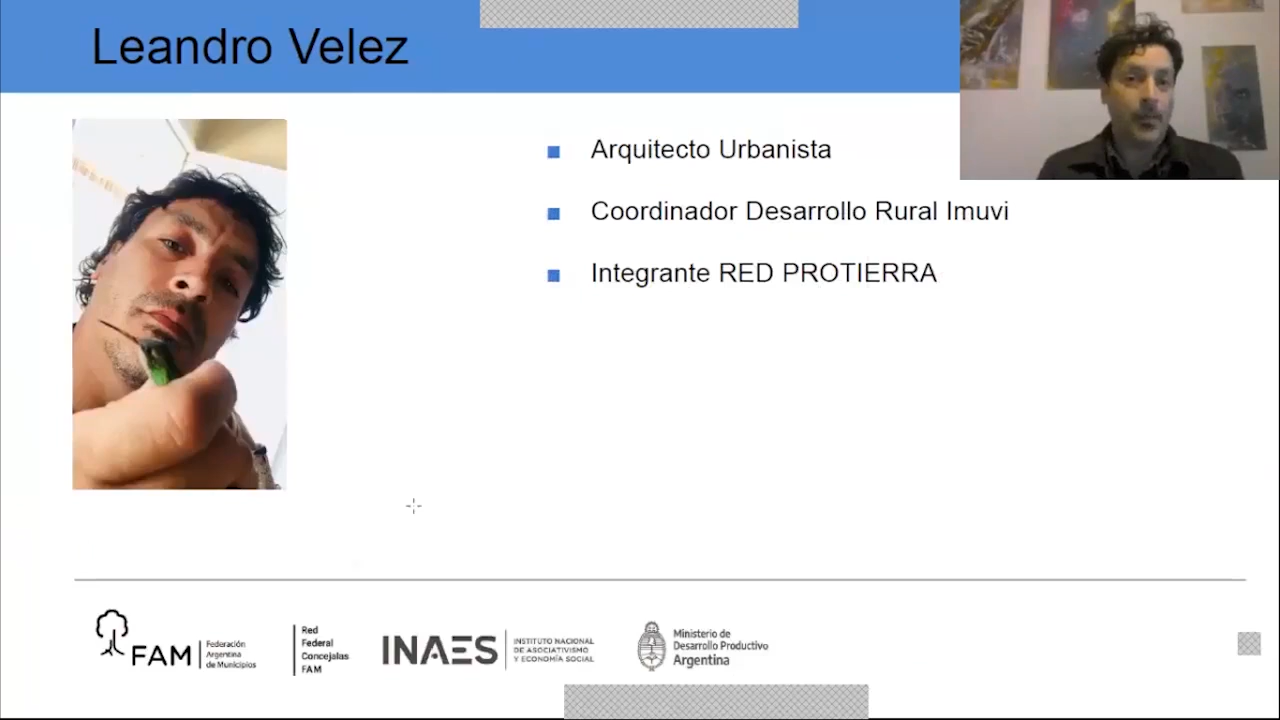 Leandro Velez
Arquitecto Urbanista
Coordinador Desarrollo Rural Imuvi
Integrante RED PROTIERRA
FAM
Federación
Argentina
de Municipios
Red
Federal
Concejalas
FAM
INAES
INSTITUTO NACIONAL
DE ASOCIATIVISMO
Y ECONOMÍA SOCIAL
Ministerio de
Desarrollo Productivo
Argentina